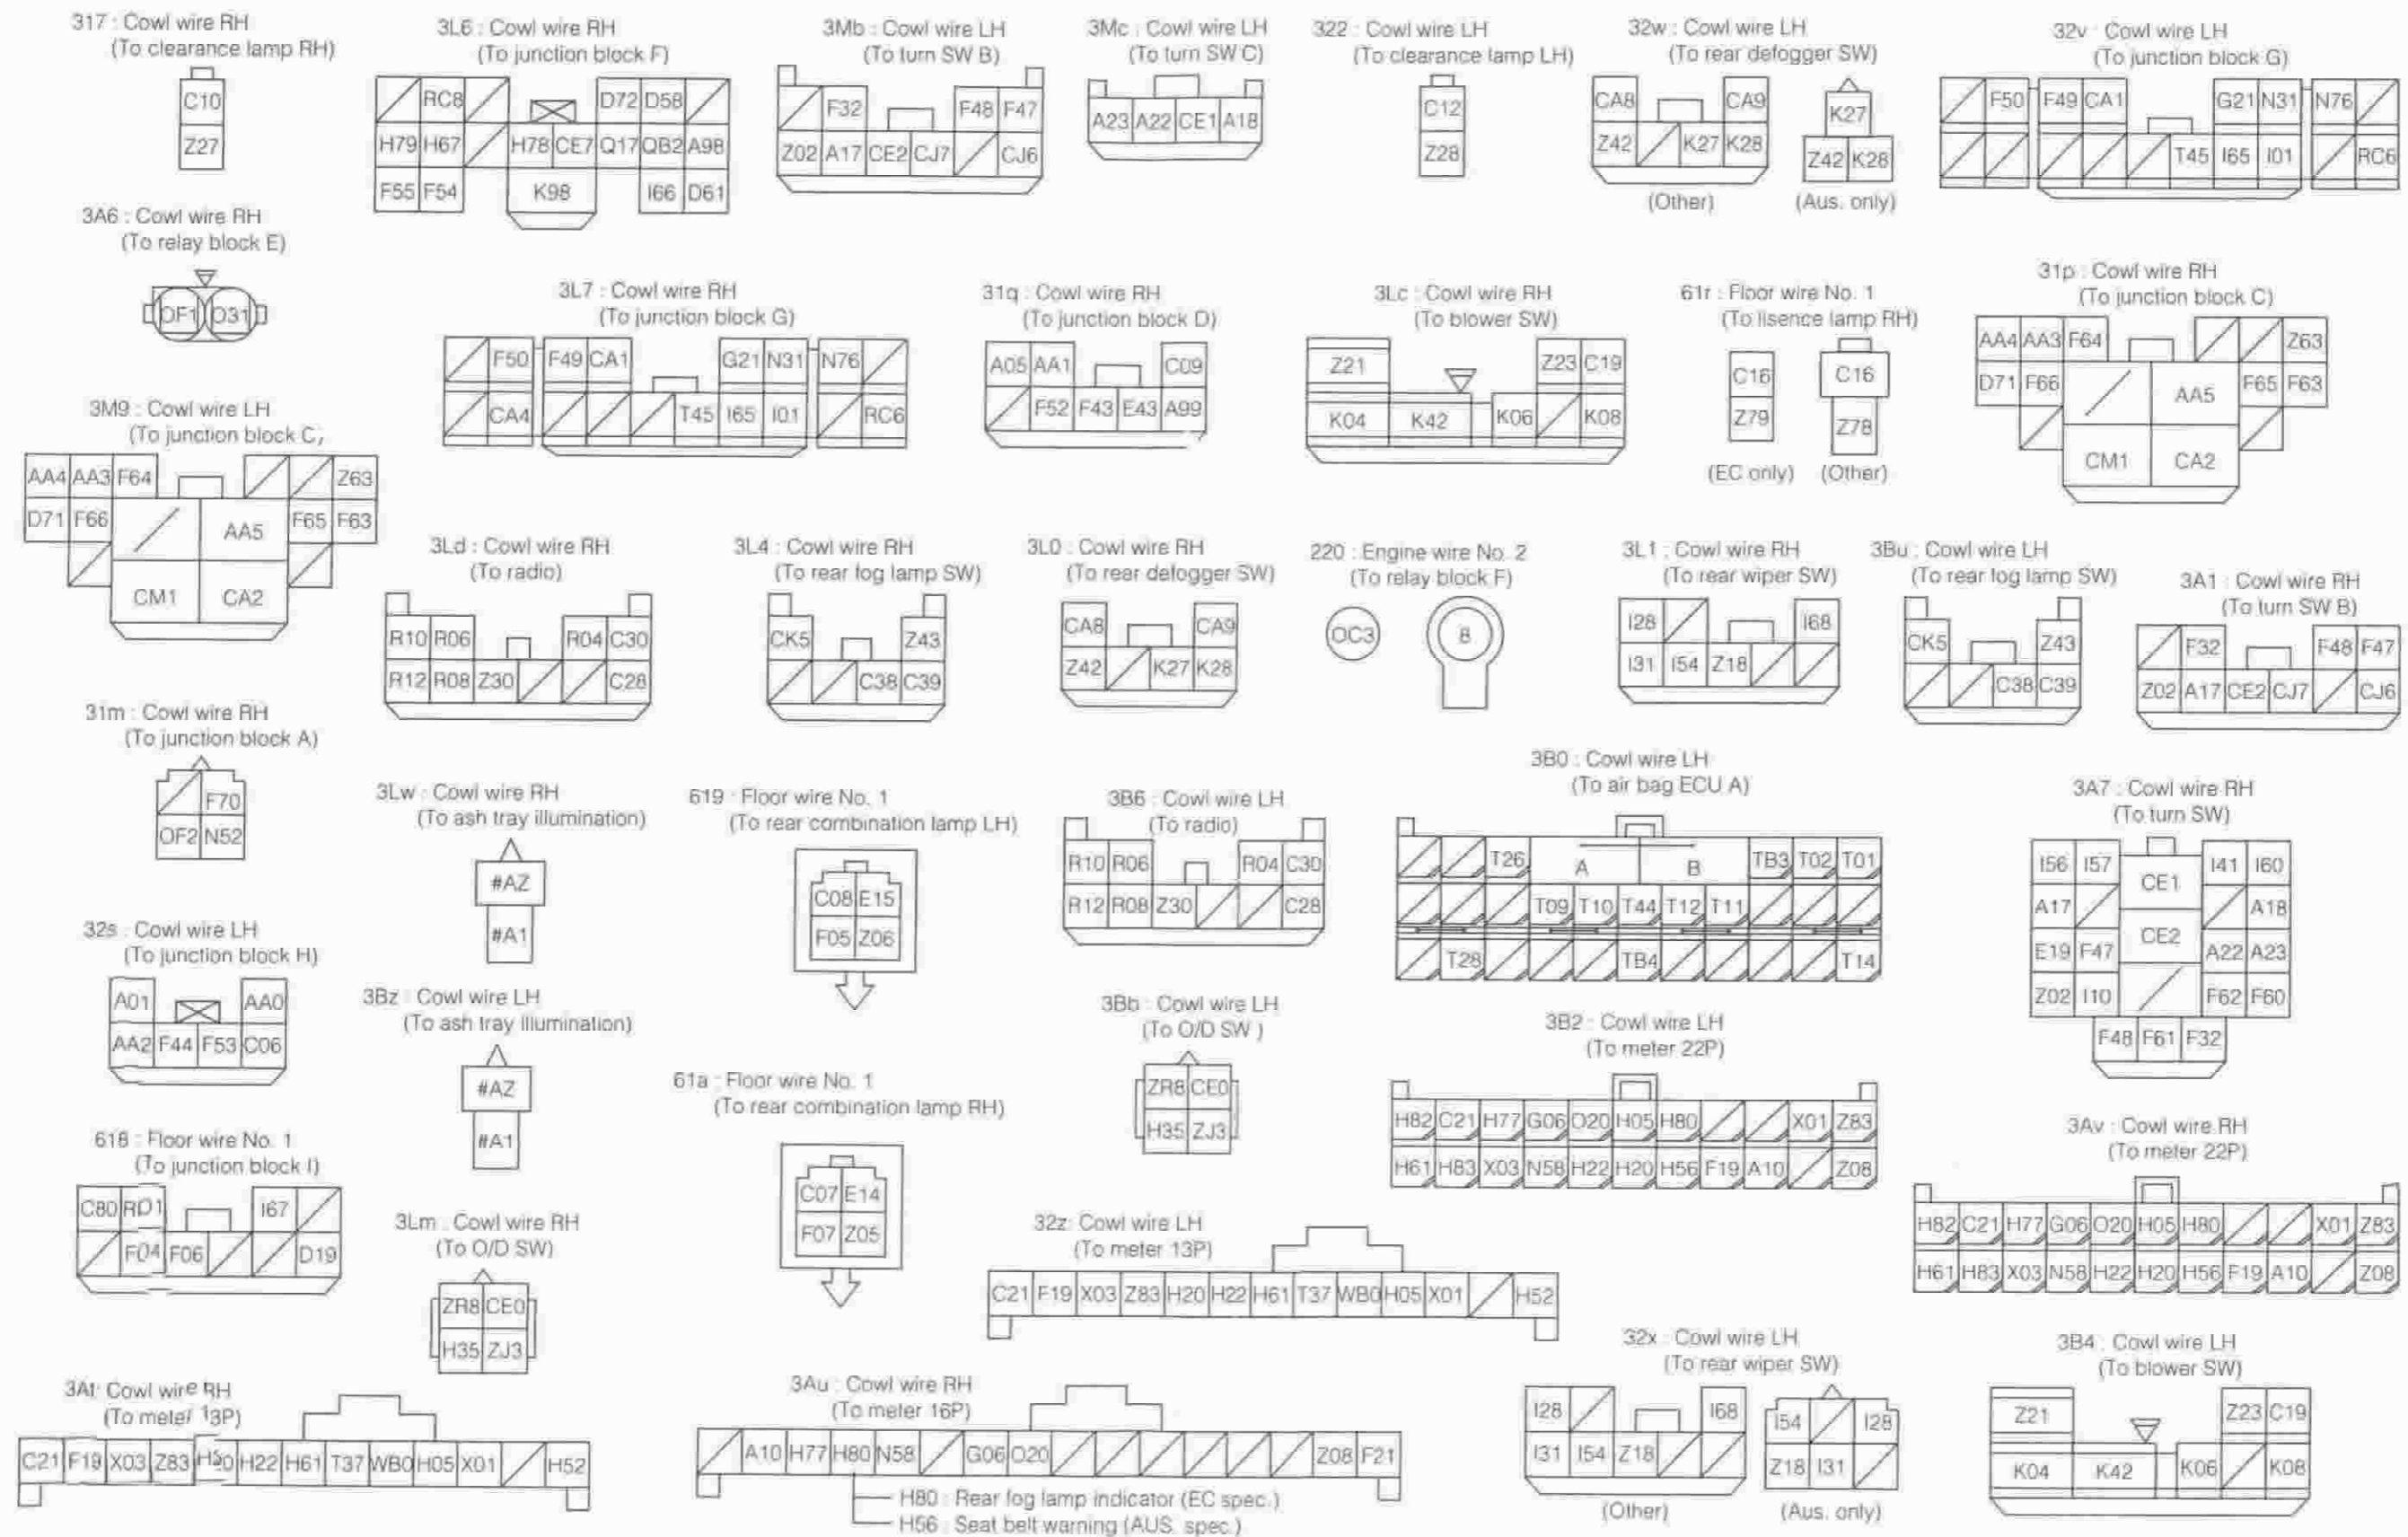 317 : Cowl wire RH
(To clearance lamp RH)
C10
Z27
3L6 : Cowl wire RH
(To junction block F)
RC8 D72 D58
H79 H67 H78 CE7 Q17 QB2 A98
F55 F54 K98 I66 D61
3Mb : Cowl wire LH
(To turn SW B)
F32 F48 F47
Z02 A17 CE2 CJ7 CJ6
3Mc : Cowl wire LH
(To turn SW C)
A23 A22 CE1 A18
322 : Cowl wire LH
(To clearance lamp LH)
C12
Z28
32w : Cowl wire LH
(To rear defogger SW)
CA8 CA9
Z42 K27 K28
(Other)
K27
Z42 K28
(Aus. only)
32v : Cowl wire LH
(To junction block G)
F50 F49 CA1 G21 N31 N76
T45 I65 I01 RC6
3A6 : Cowl wire RH
(To relay block E)
OF1 O31
3L7 : Cowl wire RH
(To junction block G)
F50 F49 CA1 G21 N31 N76
CA4 T45 I65 I01 RC6
31q : Cowl wire RH
(To junction block D)
A05 AA1 C09
F52 F43 E43 A99
3Lc : Cowl wire RH
(To blower SW)
Z21 Z23 C19
K04 K42 K06 K08
61r : Floor wire No. 1
(To lisence lamp RH)
C16
Z79
(EC only)
C16
Z78
(Other)
31p : Cowl wire RH
(To junction block C)
AA4 AA3 F64 Z63
D71 F66 AA5 F65 F63
CM1 CA2
3M9 : Cowl wire LH
(To junction block C,
AA4 AA3 F64 Z63
D71 F66 AA5 F65 F63
CM1 CA2
3Ld : Cowl wire RH
(To radio)
R10 R06 R04 C30
R12 R08 Z30 C28
3L4 : Cowl wire RH
(To rear fog lamp SW)
CK5 Z43
C38 C39
3L0 : Cowl wire RH
(To rear defogger SW)
CA8 CA9
Z42 K27 K28
220 : Engine wire No. 2
(To relay block F)
OC3 8
3L1 : Cowl wire RH
(To rear wiper SW)
I28 I68
I31 I54 Z18
3Bu : Cowl wire LH
(To rear fog lamp SW)
CK5 Z43
C38 C39
3A1 : Cowl wire RH
(To turn SW B)
F32 F48 F47
Z02 A17 CE2 CJ7 CJ6
31m : Cowl wire RH
(To junction block A)
F70
OF2 N52
3Lw : Cowl wire RH
(To ash tray illumination)
#AZ
#A1
619 : Floor wire No. 1
(To rear combination lamp LH)
C08 E15
F05 Z06
3B6 : Cowl wire LH
(To radio)
R10 R06 R04 C30
R12 R08 Z30 C28
3B0 : Cowl wire LH
(To air bag ECU A)
T26 A B TB3 T02 T01
T09 T10 T44 T12 T11
T28 TB4 T14
3A7 : Cowl wire RH
(To turn SW)
I56 I57 CE1 I41 I60
A17 A18
E19 F47 CE2 A22 A23
Z02 I10 F62 F60
F48 F61 F32
32s : Cowl wire LH
(To junction block H)
A01 AA0
AA2 F44 F53 C06
3Bz : Cowl wire LH
(To ash tray illumination)
#AZ
#A1
3Bb : Cowl wire LH
(To O/D SW )
ZR8 CE0
H35 ZJ3
3B2 : Cowl wire LH
(To meter 22P)
H82 C21 H77 G06 O20 H05 H80 X01 Z83
H61 H83 X03 N58 H22 H20 H56 F19 A10 Z08
61a : Floor wire No. 1
(To rear combination lamp RH)
C07 E14
F07 Z05
618 : Floor wire No. 1
(To junction block I)
C80 RD1 I67
F04 F06 D19
3Lm : Cowl wire RH
(To O/D SW)
ZR8 CE0
H35 ZJ3
32z : Cowl wire LH
(To meter 13P)
C21 F19 X03 Z83 H20 H22 H61 T37 WB0 H05 X01 H52
3Av : Cowl wire RH
(To meter 22P)
H82 C21 H77 G06 O20 H05 H80 X01 Z83
H61 H83 X03 N58 H22 H20 H56 F19 A10 Z08
3At : Cowl wire RH
(To meter 13P)
C21 F19 X03 Z83 H20 H22 H61 T37 WB0 H05 X01 H52
3Au : Cowl wire RH
(To meter 16P)
A10 H77 H80 N58 G06 O20 Z08 F21
H80 : Rear fog lamp indicator (EC spec.)
H56 : Seat belt warning (AUS. spec.)
32x : Cowl wire LH
(To rear wiper SW)
I28 I68
I31 I54 Z18
(Other)
I54 I28
Z18 I31
(Aus. only)
3B4 : Cowl wire LH
(To blower SW)
Z21 Z23 C19
K04 K42 K06 K08